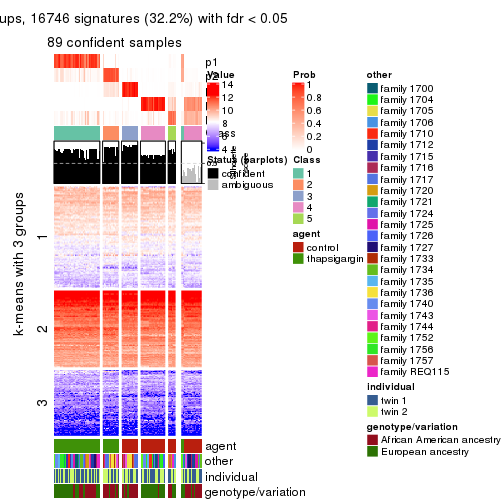 ups, 16746 signatures (32.2%) with fdr < 0.05
89 confident samples
p1
p2
Class
k-means with 3 groups
1
2
3
agent
other
individual
genotype/variation
Value
14
12
10
8
6
4
Status (barplots)
confident
ambiguous
Prob
1
0.8
0.6
0.4
0.2
0
Class
1
2
3
4
5
agent
control
thapsigargin
other
family 1700
family 1704
family 1705
family 1706
family 1710
family 1712
family 1715
family 1716
family 1717
family 1720
family 1721
family 1724
family 1725
family 1726
family 1727
family 1733
family 1734
family 1735
family 1736
family 1740
family 1743
family 1744
family 1752
family 1756
family 1757
family REQ115
individual
twin 1
twin 2
genotype/variation
African American ancestry
European ancestry